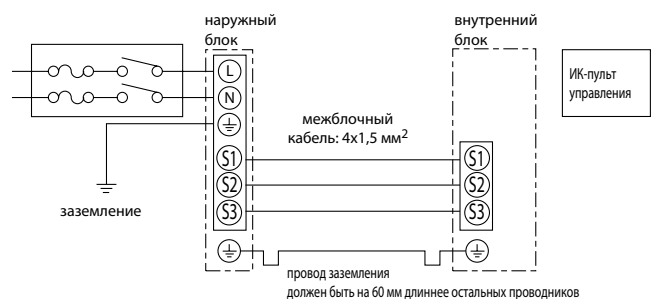 наружный
блок
внутренний
блок
L
N
ИК-пульт
управления
межблочный
кабель: 4х1,5 мм²
S1
S2
S3
S1
S2
S3
заземление
провод заземления
должен быть на 60 мм длиннее остальных проводников